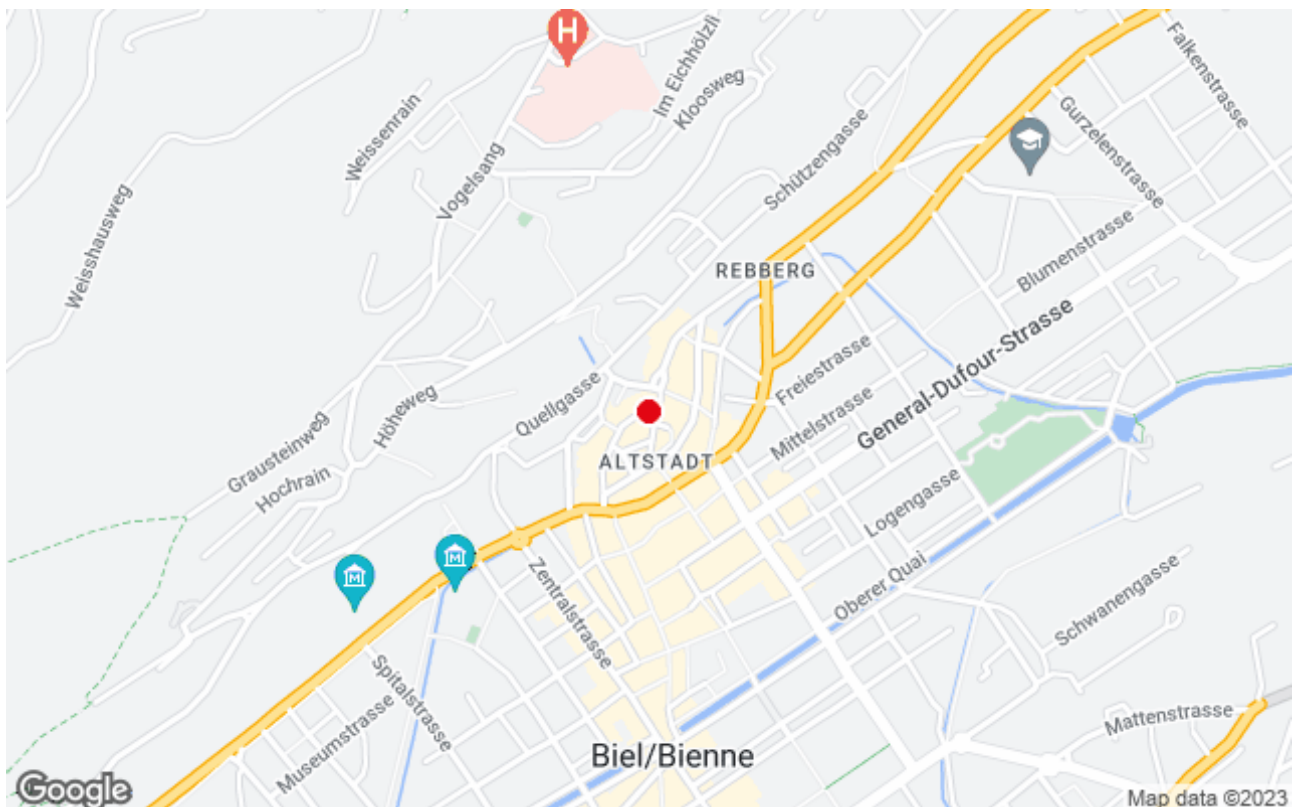 H
Im Eichhölzli
Falkenstrasse
Kloosweg
Weissenrain
Gurzelenstrasse
Schützengasse
Vogelsang
Weisshausweg
Blumenstrasse
REBBERG
General-Dufour-Strasse
Freiestrasse
Quellgasse
Höheweg
Mittelstrasse
Grausteinweg
ALTSTADT
Hochrain
Logengasse
M
M
Zentralstrasse
Oberer Quai
Schwanengasse
Spitalstrasse
Museumstrasse
Mattenstrasse
Biel/Bienne
Google
Map data ©2023